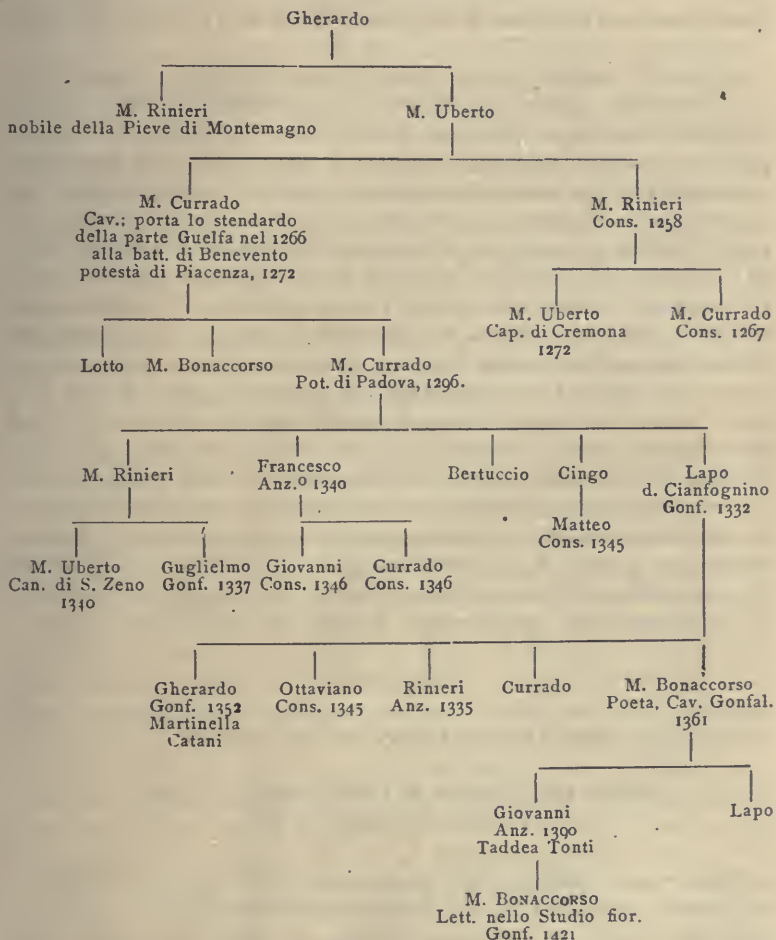 Gherardo
M. Rinieri
nobile della Pieve di Montemagno
M. Uberto
M. Currado
Cav.; porta lo stendardo
della parte Guelfa nel 1266
alla batt. di Benevento
potestà di Piacenza, 1272
M. Rinieri
Cons. 1258
M. Uberto
Cap. di Cremona
1272
M. Currado
Cons. 1267
Lotto
M. Bonaccorso
M. Currado
Pot. di Padova, 1296.
M. Rinieri
Francesco
Anz.º 1340
Bertuccio
Cingo
Lapo
d. Cianfognino
Gonf. 1332
Matteo
Cons. 1345
M. Uberto
Can. di S. Zeno
1340
Guglielmo
Gonf. 1337
Giovanni
Cons. 1346
Currado
Cons. 1346
Gherardo
Gonf. 1352
Martinella
Catani
Ottaviano
Cons. 1345
Rinieri
Anz. 1335
Currado
M. Bonaccorso
Poeta, Cav. Gonfal.
1361
Giovanni
Anz. 1390
Taddea Tonti
Lapo
M. BONACCORSO
Lett. nello Studio fior.
Gonf. 1421